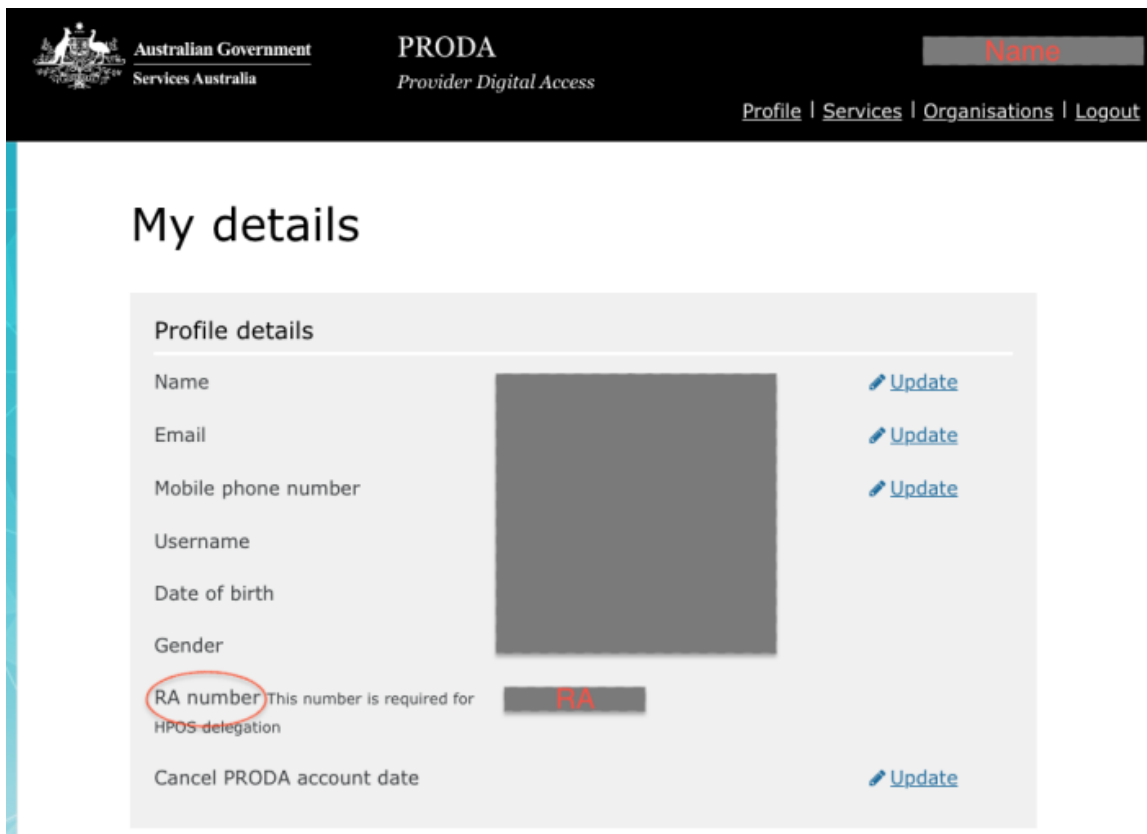 Australian Government
Services Australia
PRODA
Provider Digital Access
Name
Profile | Services | Organisations | Logout
My details
Profile details
Name Update
Email Update
Mobile phone number Update
Username
Date of birth
Gender
RA number This number is required for RA
HPOS delegation
Cancel PRODA account date Update